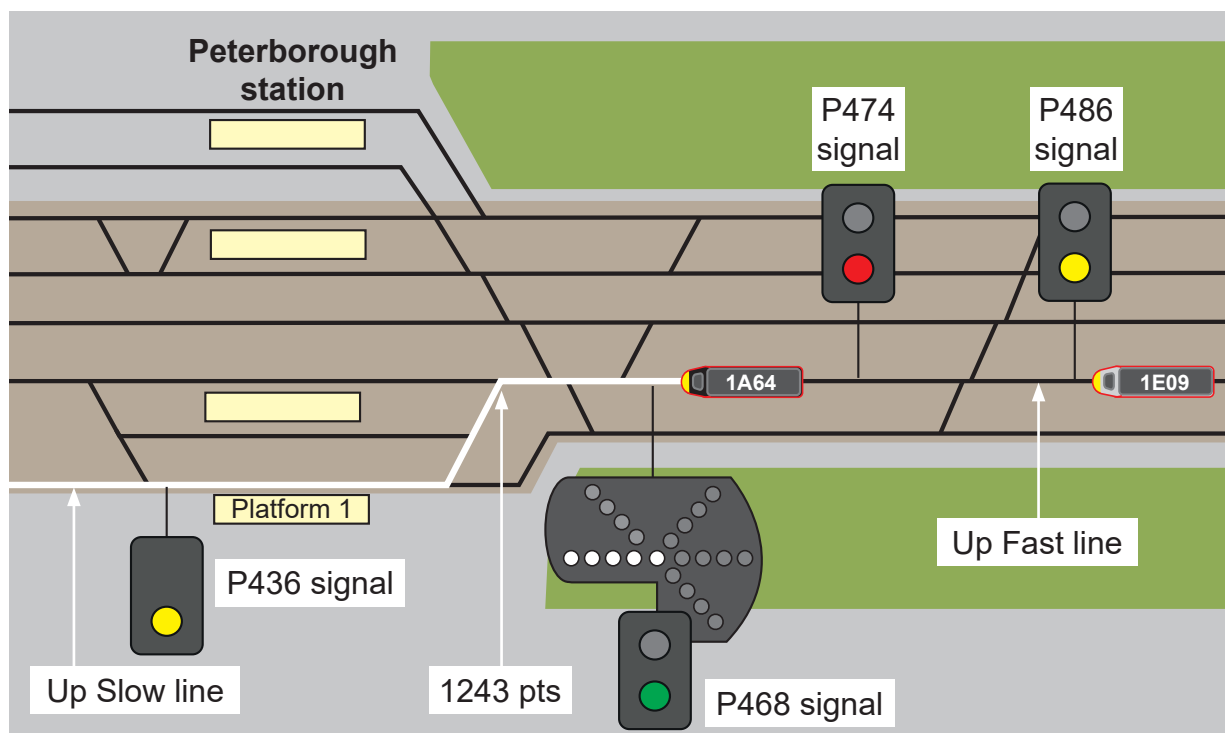 Peterborough
station
P474
signal
P486
signal
1A64
1E09
Platform 1
P436 signal
Up Fast line
Up Slow line
1243 pts
P468 signal